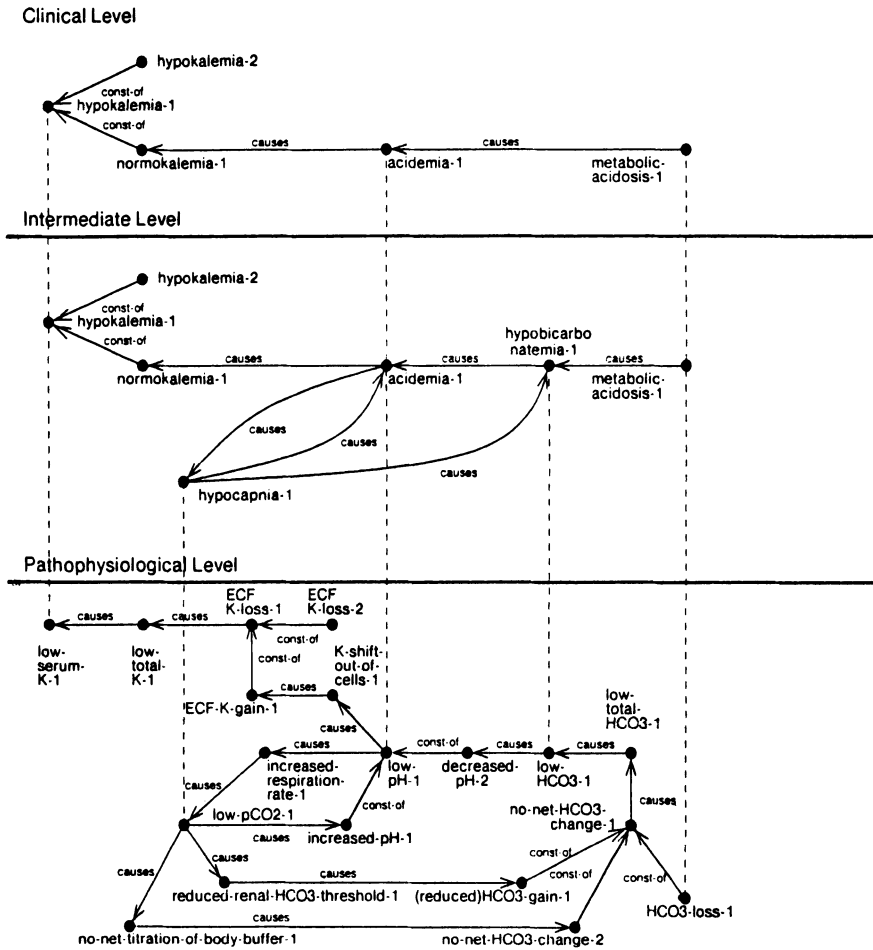 Clinical Level
hypokalemia-2
const-of
hypokalemia-1
const-of
causes
causes
normokalemia-1
acidemia-1
metabolic-
acidosis-1
Intermediate Level
hypokalemia-2
const-of
hypokalemia-1
const-of
hypobicarbo
natemia-1
causes
causes
causes
normokalemia-1
acidemia-1
metabolic-
acidosis-1
causes
causes
causes
hypocapnia-1
Pathophysiological Level
ECF
K-loss-1
ECF
K-loss-2
causes
causes
const-of
low-
serum-
K-1
low-
total-
K-1
const-of
K-shift-
out-of-
cells-1
causes
ECF-K-gain-1
low-
total-
HCO3-1
causes
causes
const-of
causes
causes
increased-
respiration-
rate-1
low-
pH-1
decreased-
pH-2
low-
HCO3-1
causes
low-pCO2-1
const-of
causes
no-net-HCO3-
change-1
causes
increased-pH-1
causes
const-of
causes
causes
const-of
const-of
reduced-renal-HCO3-threshold-1
(reduced)HCO3-gain-1
HCO3-loss-1
causes
no-net-titration-of-body-buffer-1
no-net-HCO3-change-2